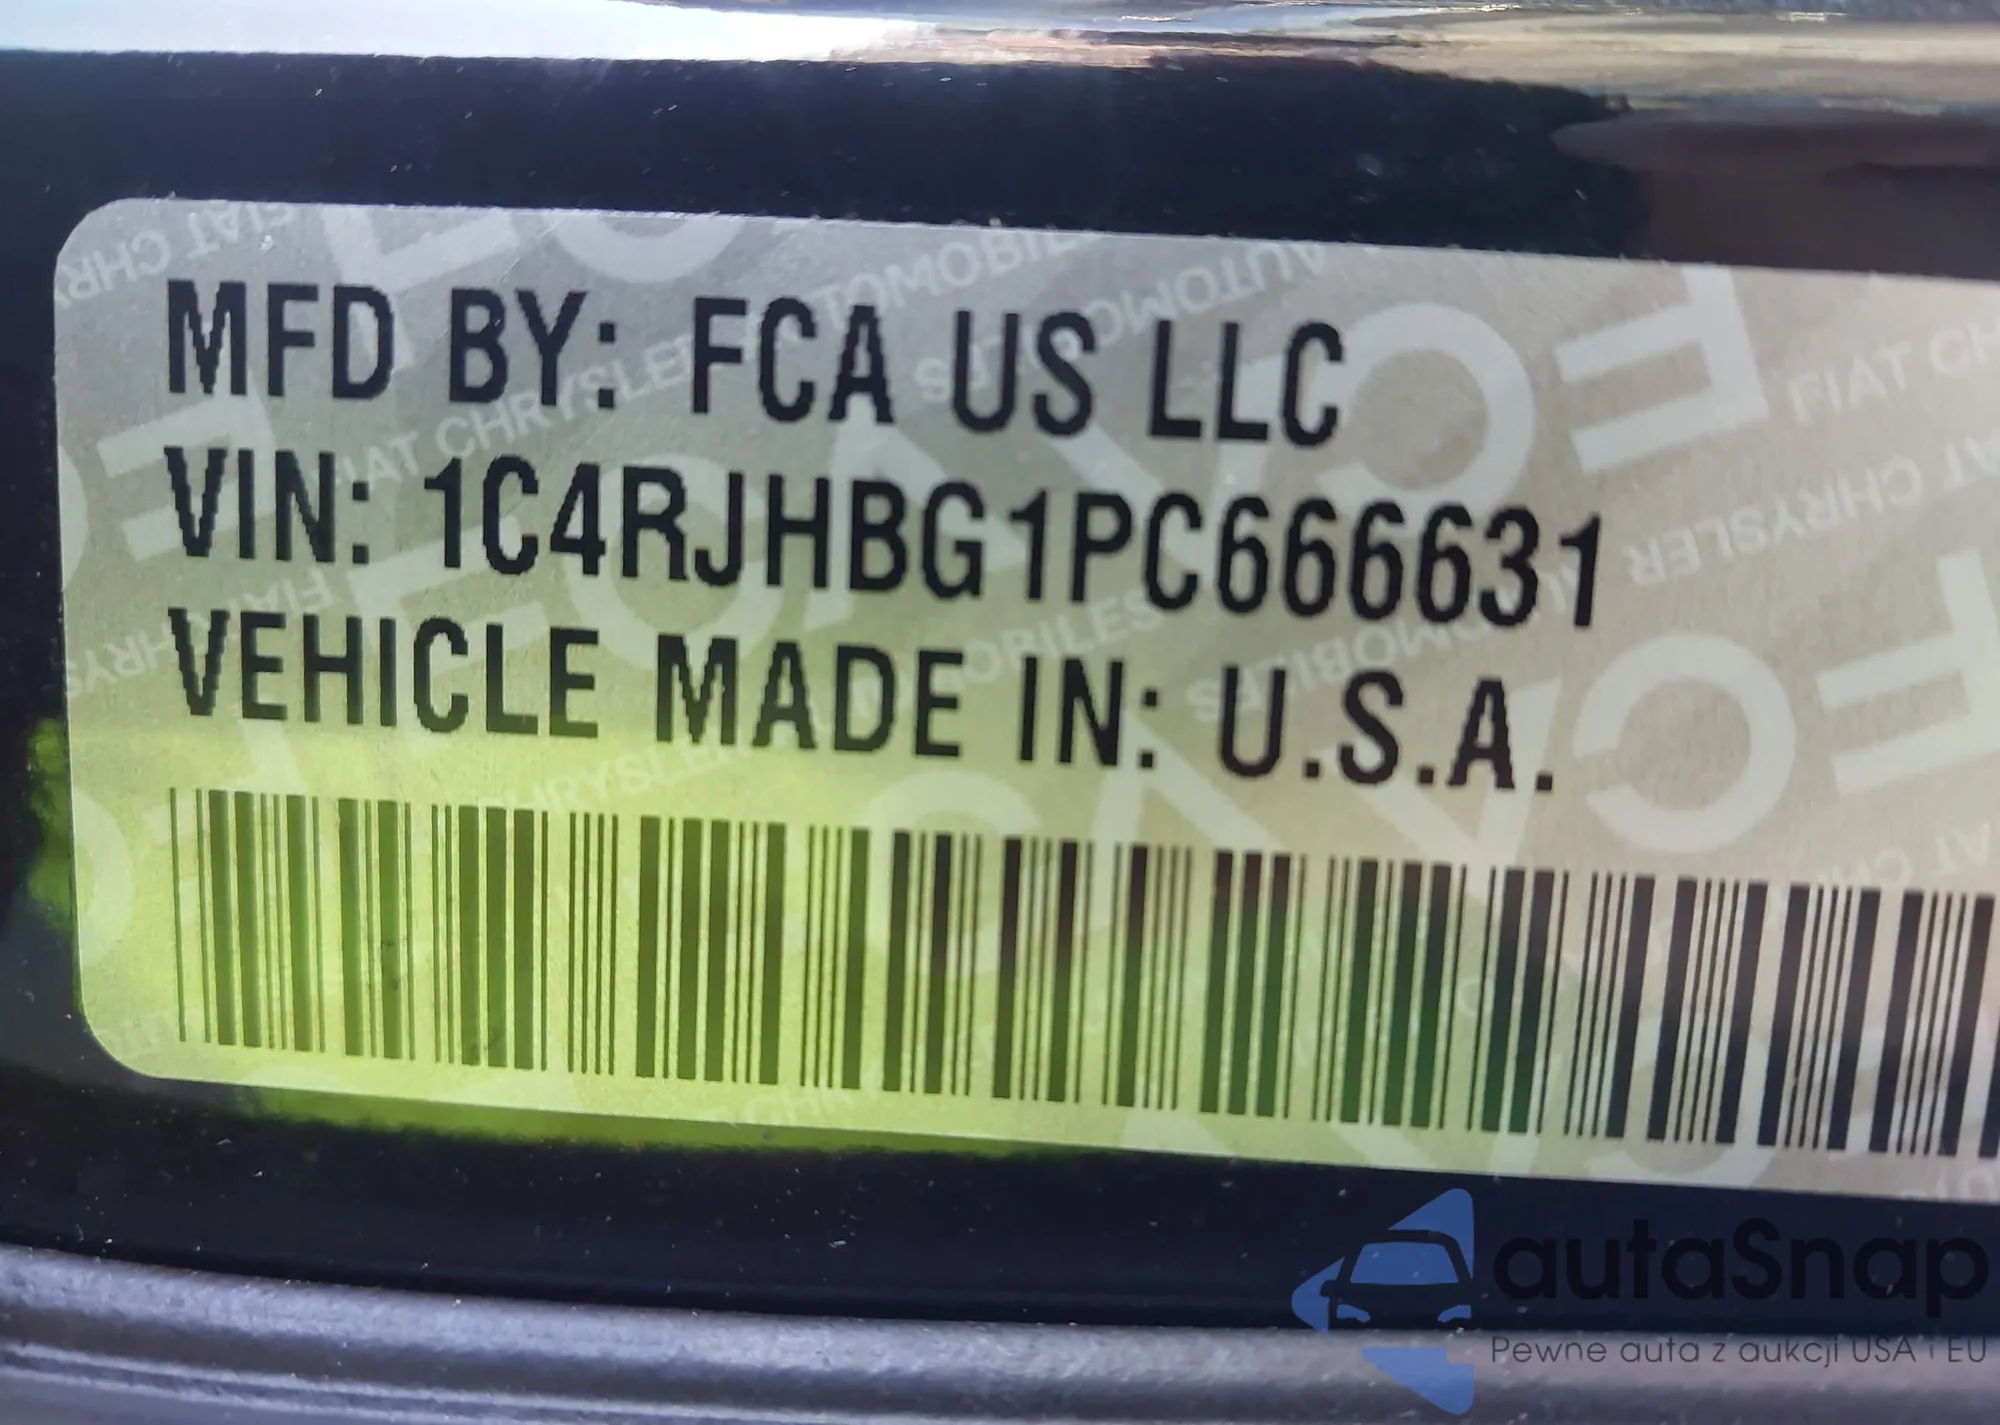 MFD BY: FCA US LLC
VIN: 1C4RJHBG1PC666631
VEHICLE MADE IN: U.S.A.
autaSnap
Pewne auta z aukcji USA i EU